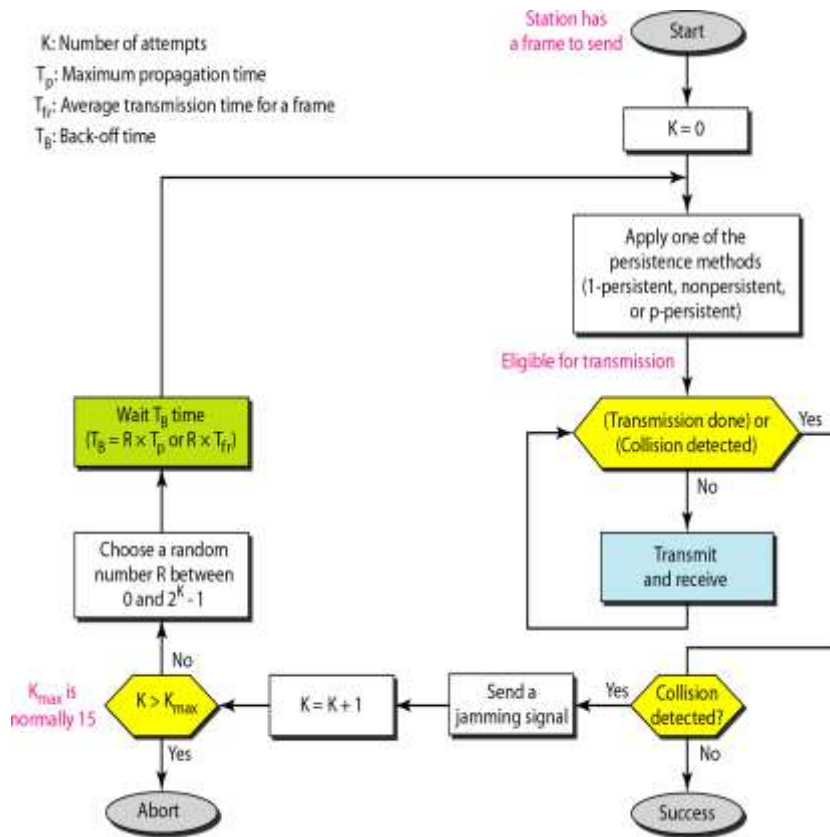 K: Number of attempts
Tp: Maximum propagation time
Tfr: Average transmission time for a frame
TB: Back-off time
Station has
a frame to send
Start
K = 0
Apply one of the
persistence methods
(1-persistent, nonpersistent,
or p-persistent)
Eligible for transmission
(Transmission done) or
(Collision detected)
Yes
No
Transmit
and receive
Wait TB time
(TB = R × Tp or R × Tfr)
Choose a random
number R between
0 and 2^K - 1
No
Kmax is
normally 15
K > Kmax
Yes
Abort
K = K + 1
Send a
jamming signal
Yes
Collision
detected?
No
Success